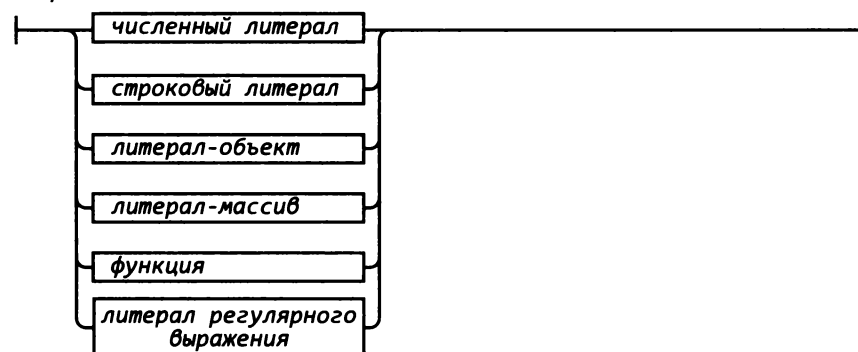 численный литерал
строковый литерал
литерал-объект
литерал-массив
функция
литерал регулярного
выражения